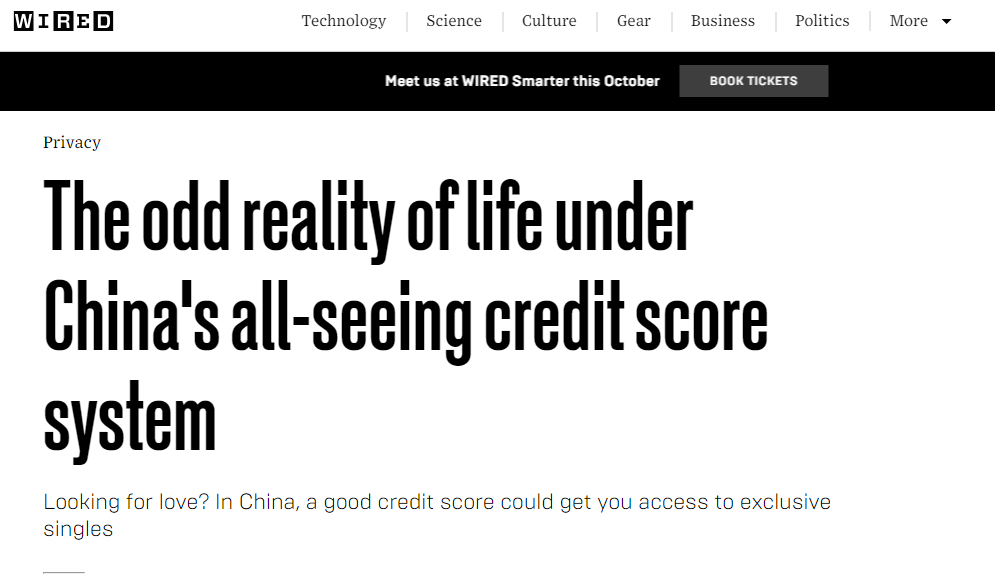 WIRED
Technology Science Culture Gear Business Politics More
Meet us at WIRED Smarter this October BOOK TICKETS
Privacy
The odd reality of life under
China's all-seeing credit score
system
Looking for love? In China, a good credit score could get you access to exclusive
singles